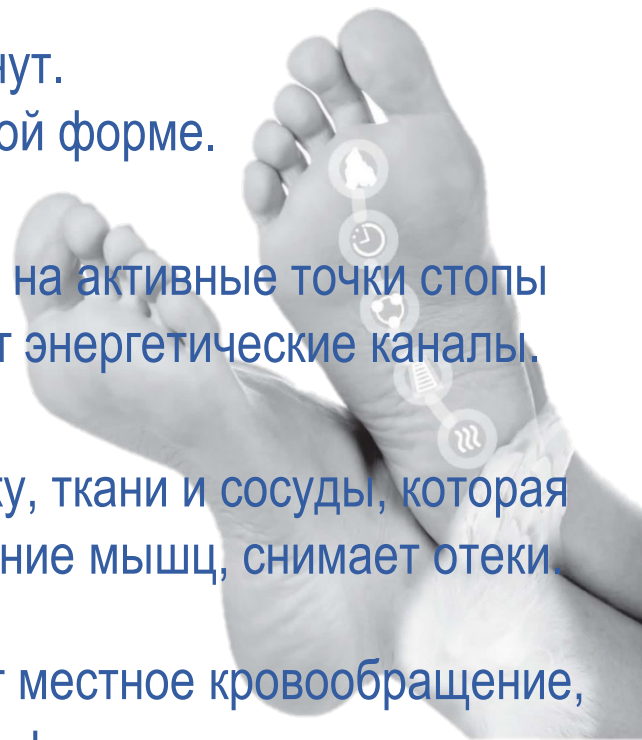 нут.
ой форме.
на активные точки стопы
т энергетические каналы.
ку, ткани и сосуды, которая
ние мышц, снимает отеки.
т местное кровообращение,